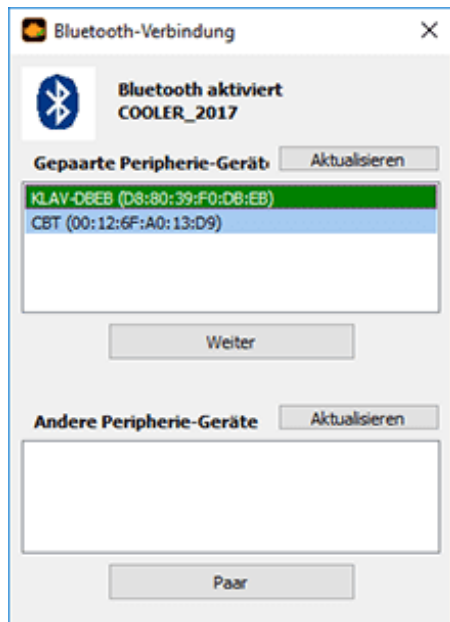 Bluetooth-Verbindung
Bluetooth aktiviert
COOLER_2017
Gepaarte Peripherie-Geräte Aktualisieren
KLAV-DBEB (D8:80:39:F0:DB:EB)
CBT (00:12:6F:A0:13:D9)
Weiter
Andere Peripherie-Geräte Aktualisieren
Paar